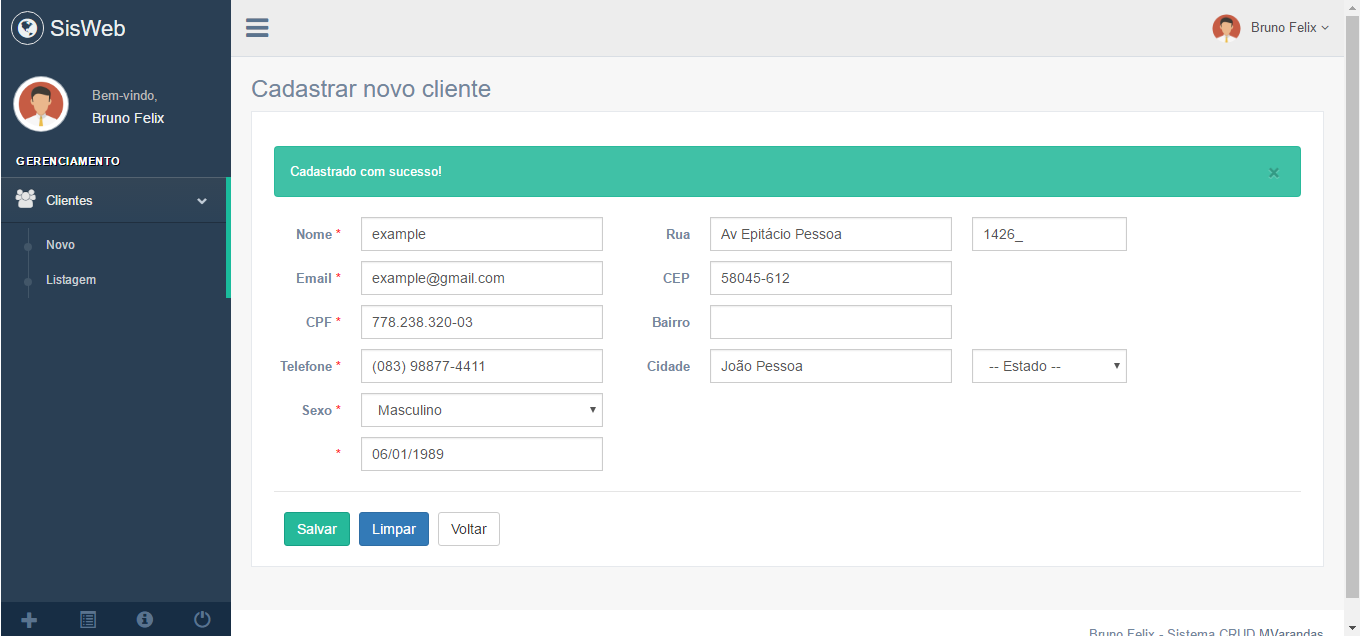 SisWeb
Bem-vindo,
Bruno Felix
GERENCIAMENTO
Clientes
Novo
Listagem
Bruno Felix
Cadastrar novo cliente
Cadastrado com sucesso!
×
Nome * example
Rua Av Epitácio Pessoa 1426_
Email * example@gmail.com
CEP 58045-612
CPF * 778.238.320-03
Bairro
Telefone * (083) 98877-4411
Cidade João Pessoa -- Estado --
Sexo * Masculino
* 06/01/1989
Salvar Limpar Voltar
Bruno Felix - Sistema CRUD MVarandas